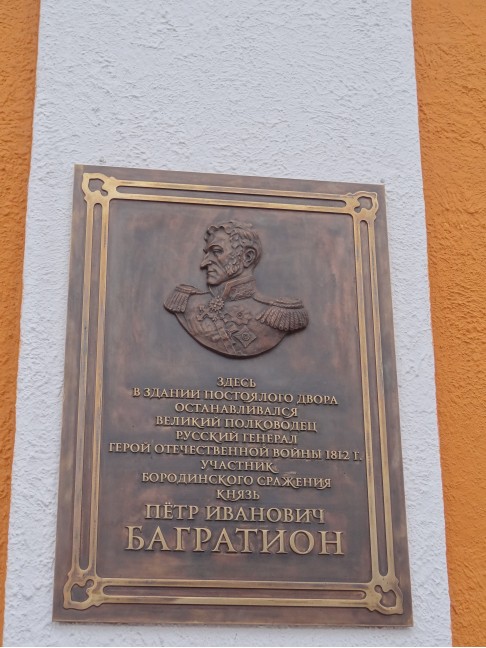 ЗДЕСЬ
В ЗДАНИИ ПОСТОЯЛОГО ДВОРА
ОСТАНАВЛИВАЛСЯ
ВЕЛИКИЙ ПОЛКОВОДЕЦ
РУССКИЙ ГЕНЕРАЛ
ГЕРОЙ ОТЕЧЕСТВЕННОЙ ВОЙНЫ 1812 Г.
УЧАСТНИК
БОРОДИНСКОГО СРАЖЕНИЯ
КНЯЗЬ
ПЁТР ИВАНОВИЧ
БАГРАТИОН